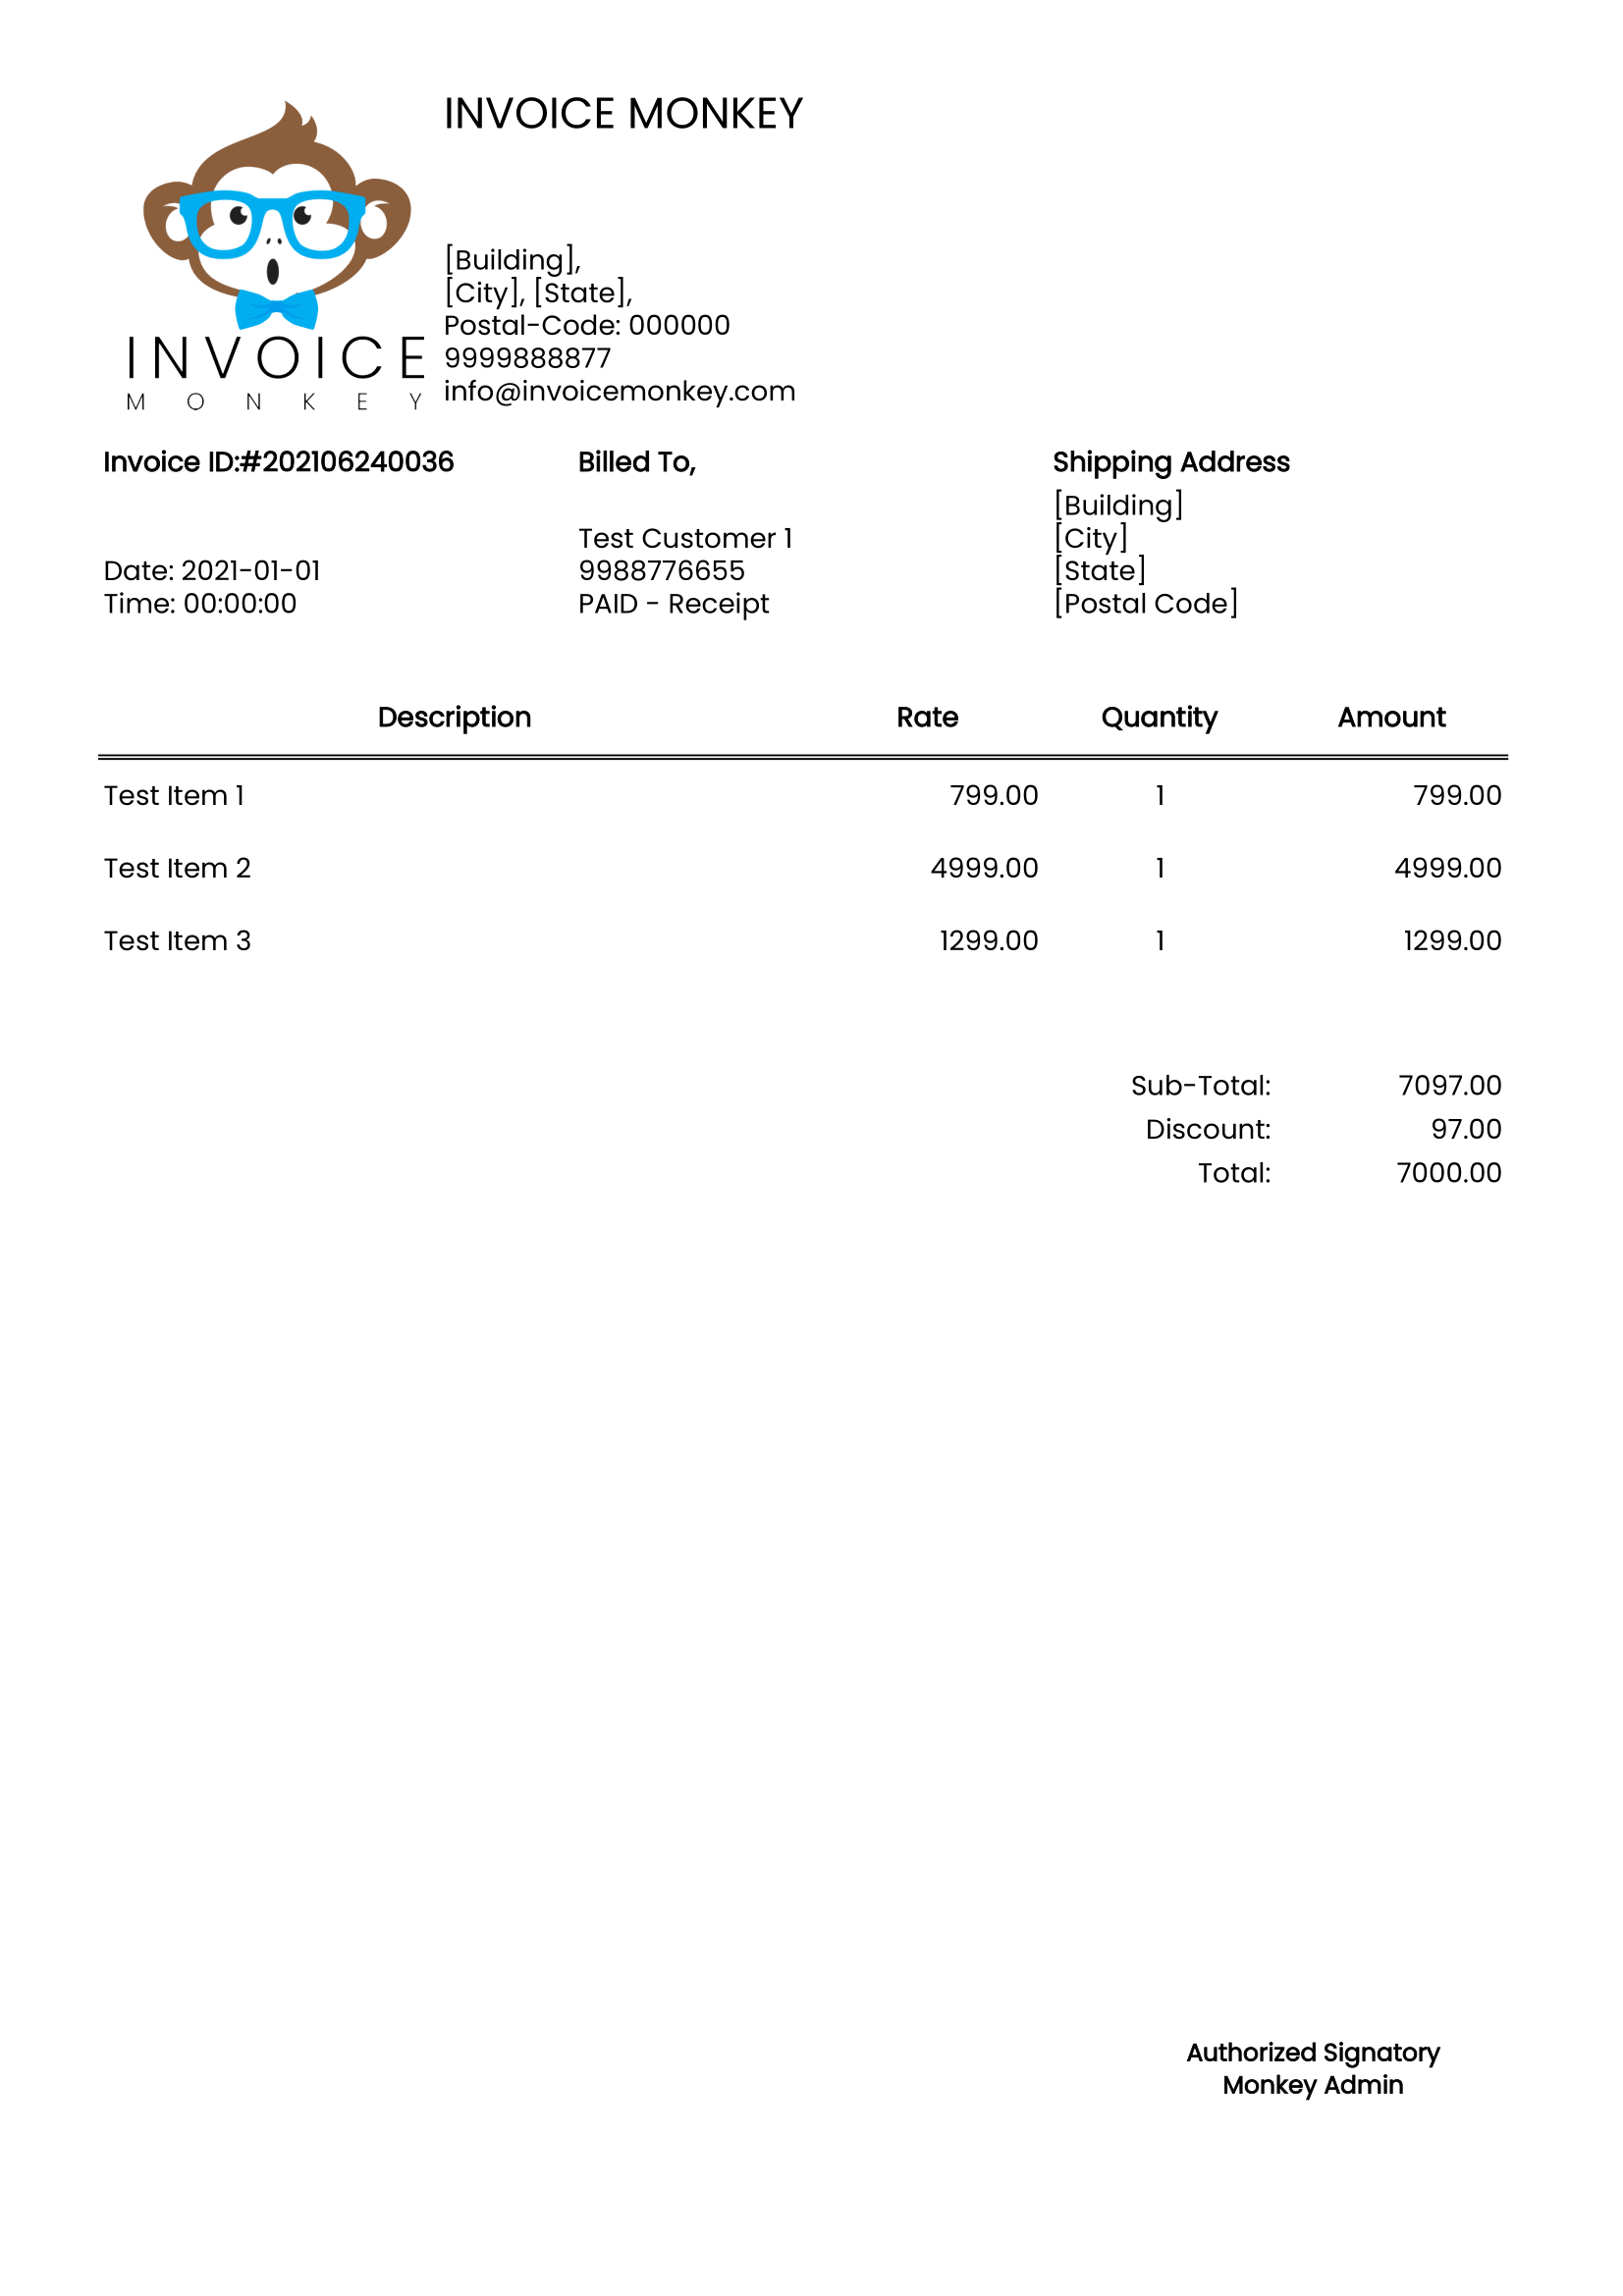 INVOICE MONKEY
INVOICE
MONKEY
[Building],
[City], [State],
Postal-Code: 000000
9999888877
info@invoicemonkey.com
Invoice ID:#202106240036
Date: 2021-01-01
Time: 00:00:00
Billed To,
Test Customer 1
9988776655
PAID - Receipt
Shipping Address
[Building]
[City]
[State]
[Postal Code]
Description Rate Quantity Amount
Test Item 1 799.00 1 799.00
Test Item 2 4999.00 1 4999.00
Test Item 3 1299.00 1 1299.00
Sub-Total: 7097.00
Discount: 97.00
Total: 7000.00
Authorized Signatory
Monkey Admin